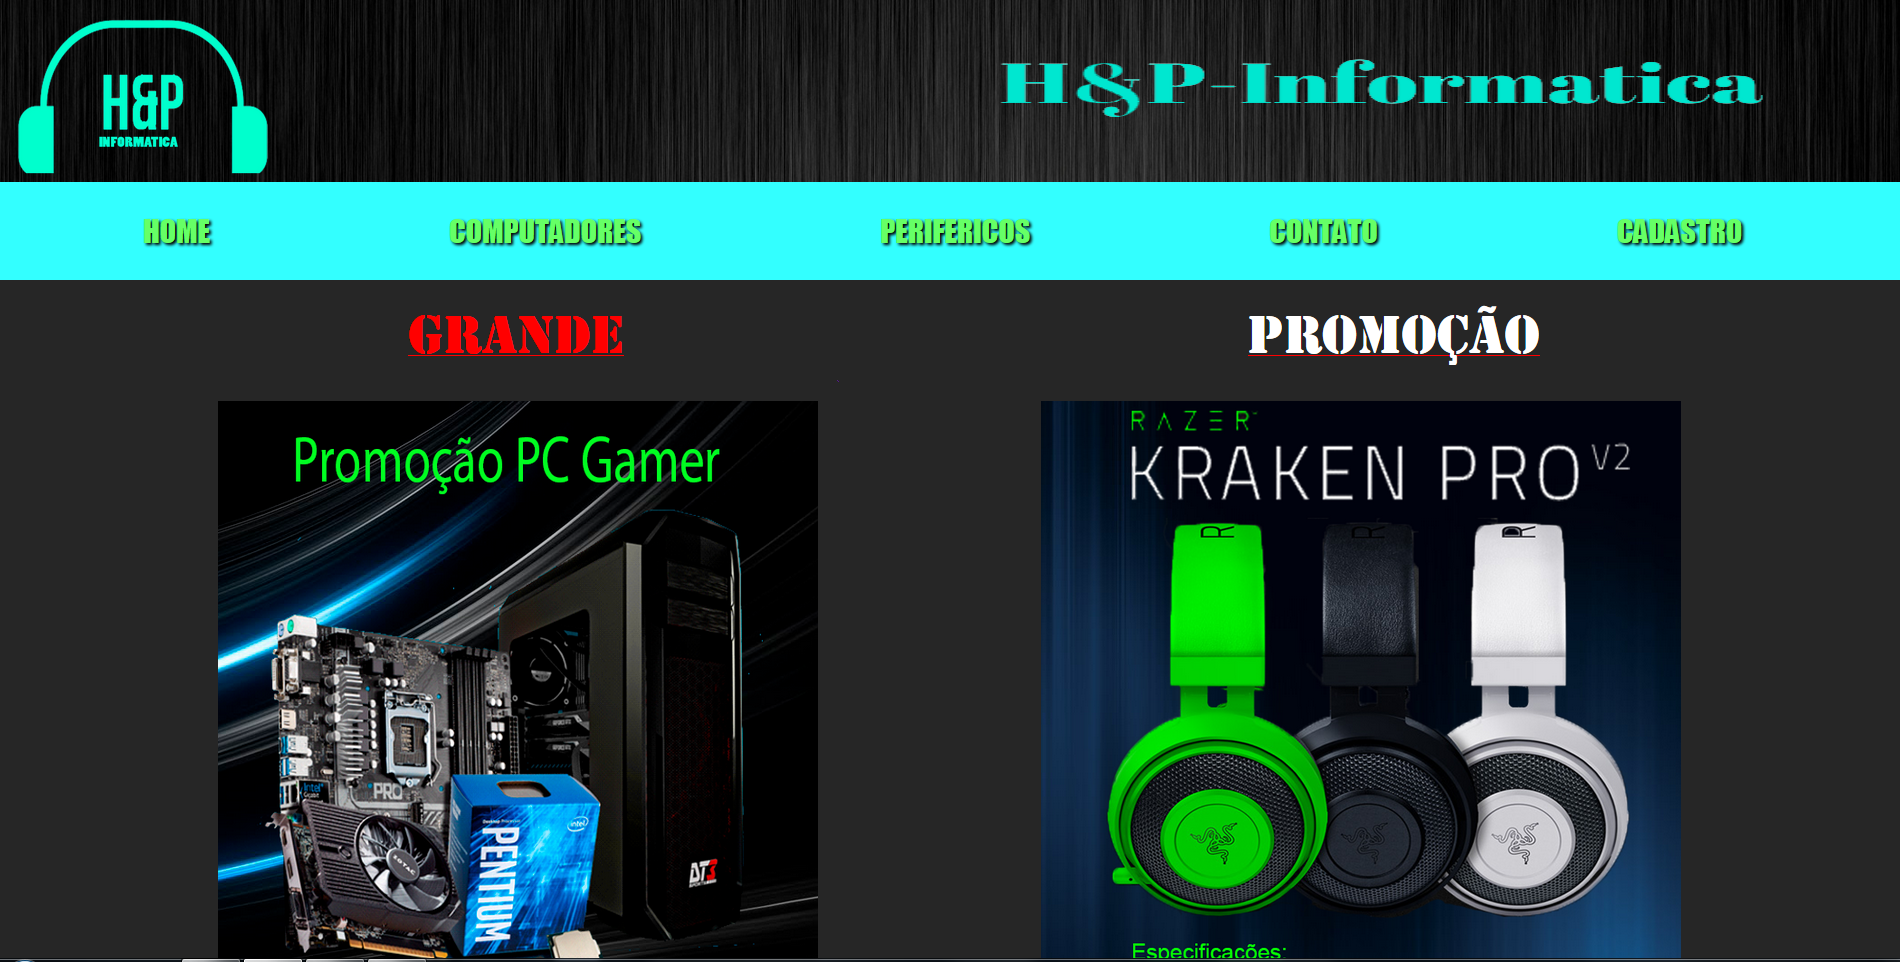 H&P
INFORMATICA
H&P-Informatica
HOME COMPUTADORES PERIFERICOS CONTATO CADASTRO
GRANDE PROMOÇÃO
Promoção PC Gamer
PRO
intel
PENTIUM
ZOTAC
DT3
SPORTS
RAZER
KRAKEN PRO V2
R R R
Especificações: